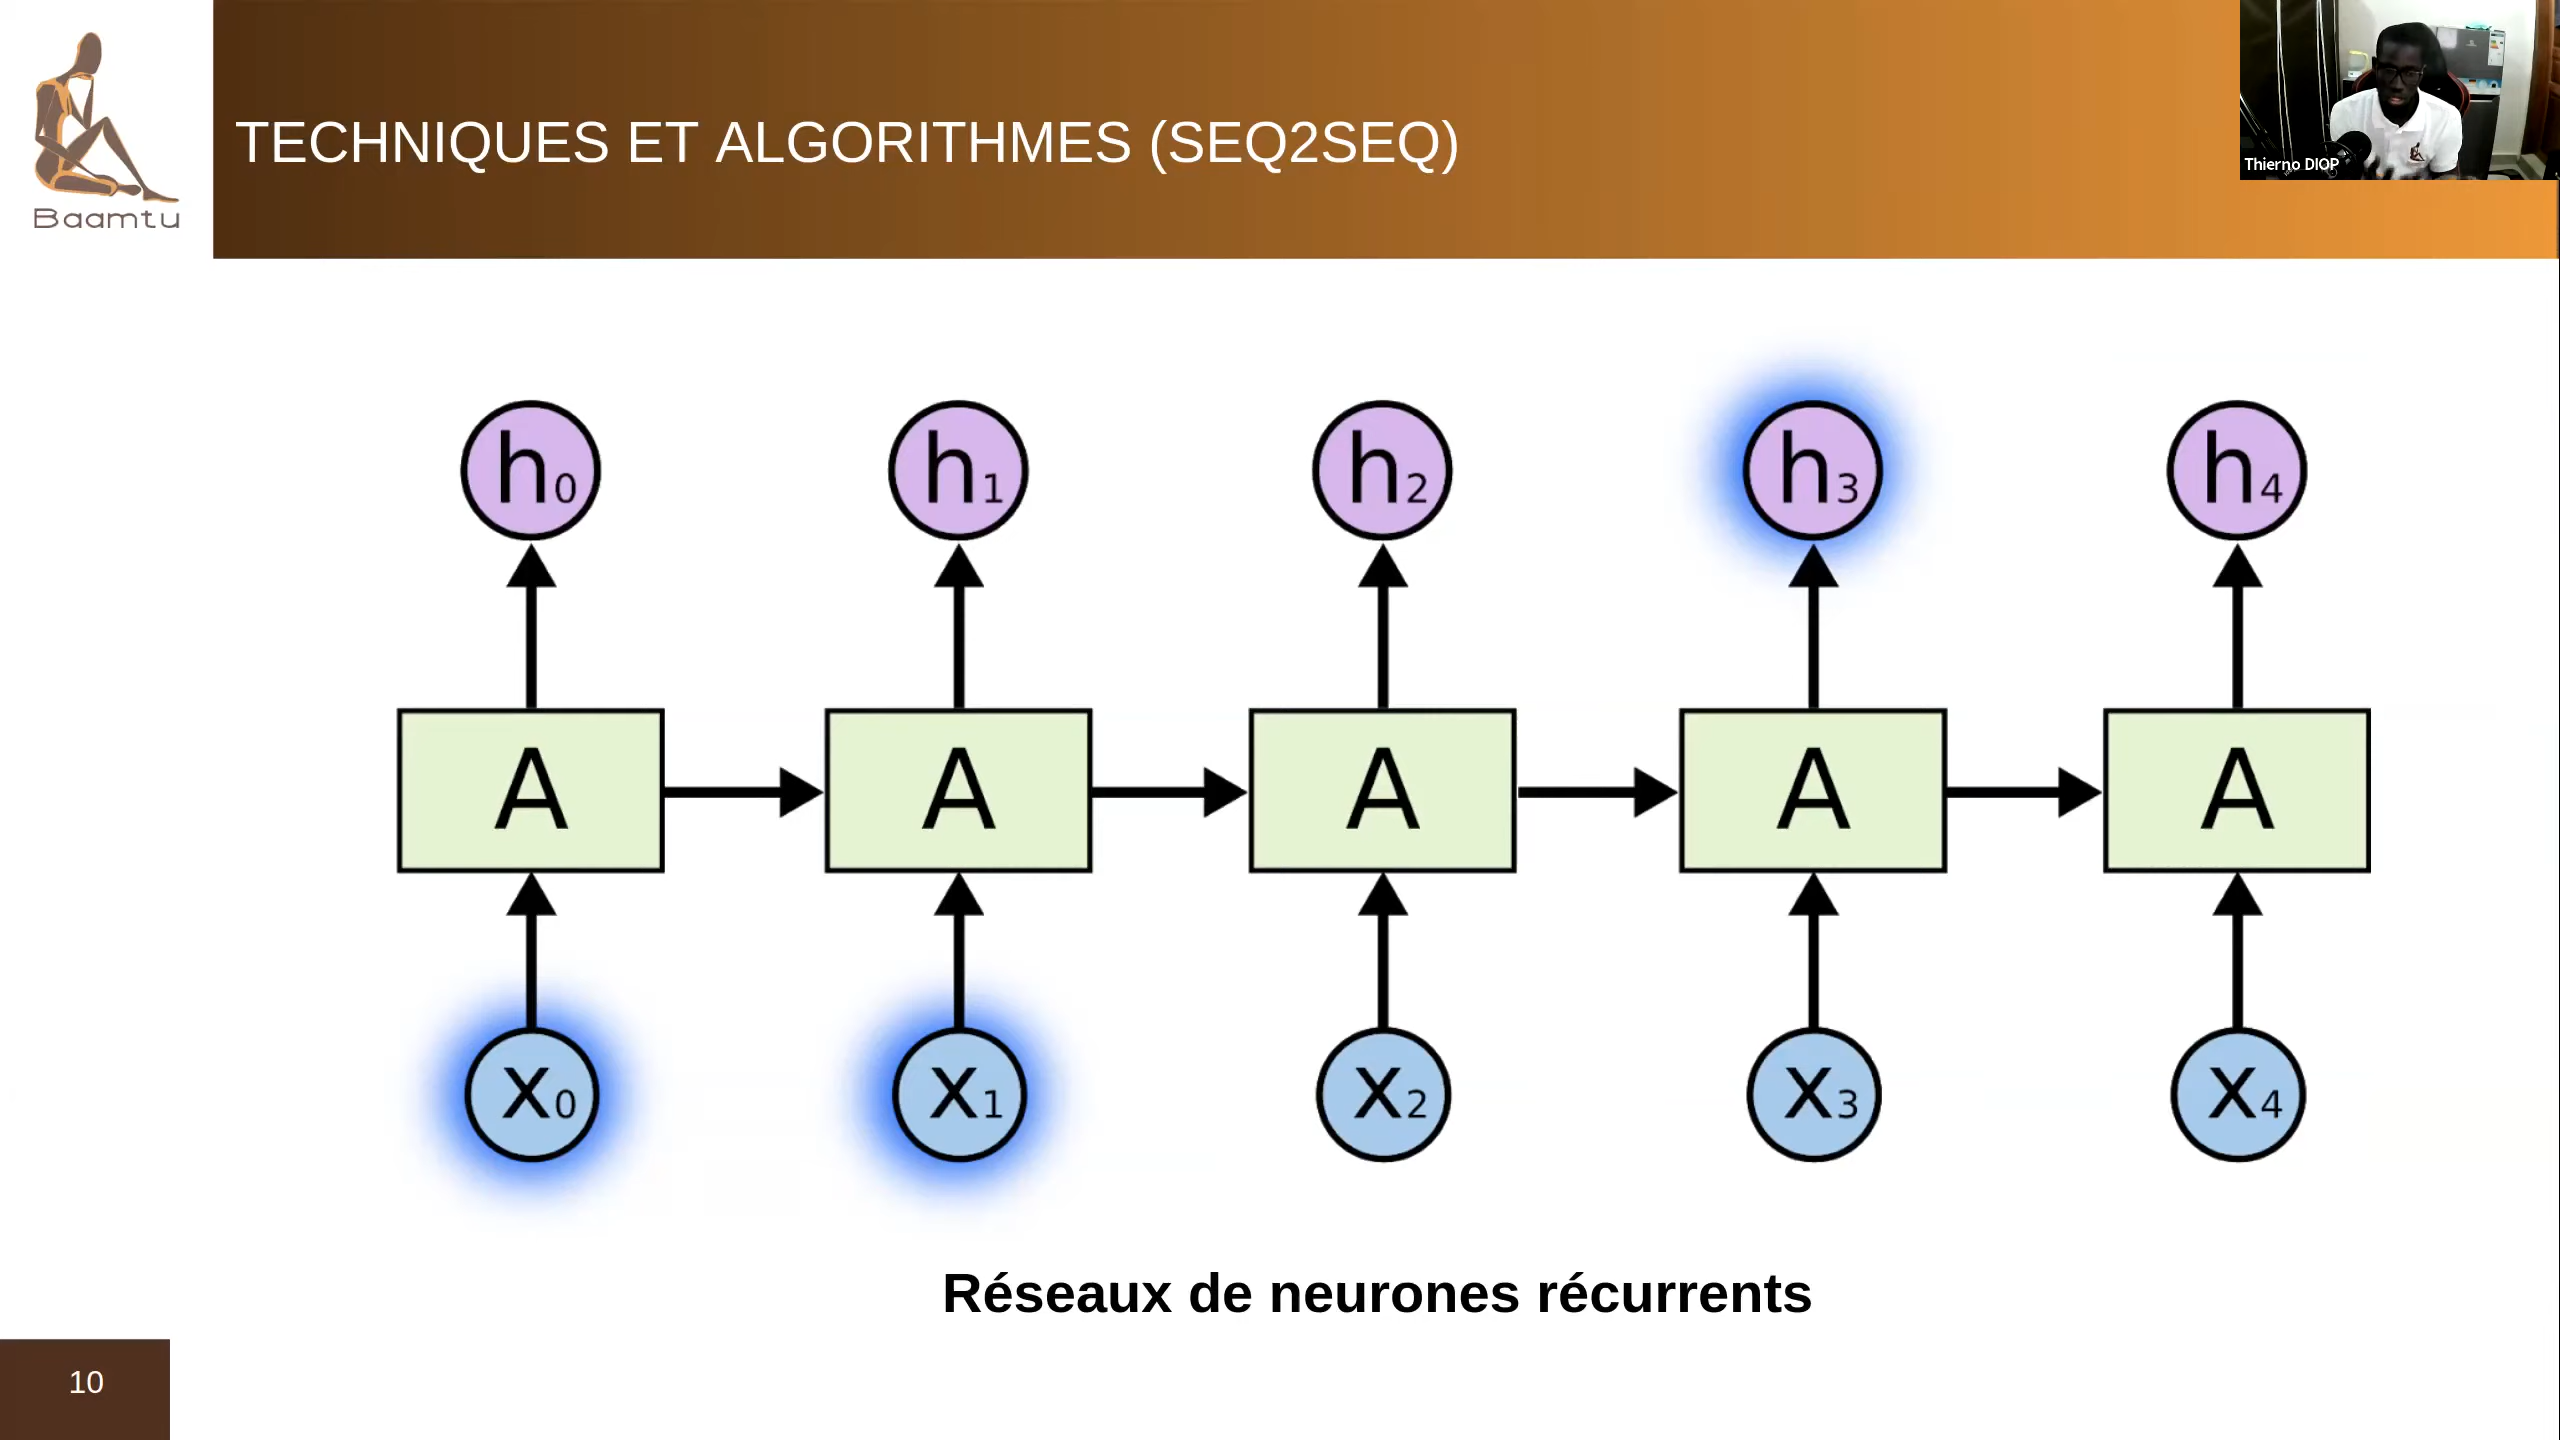 Baamtu
TECHNIQUES ET ALGORITHMES (SEQ2SEQ)
Thierno DIOP
h0 h1 h2 h3 h4
A A A A A
x0 x1 x2 x3 x4
Réseaux de neurones récurrents
10